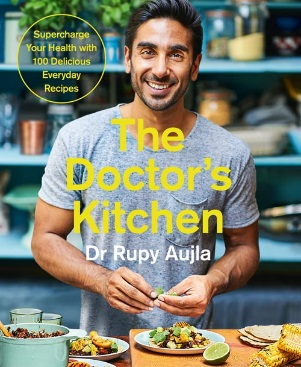 Supercharge
Your Health with
100 Delicious
Everyday
Recipes
The
Doctor's
Kitchen
Dr Rupy Aujla